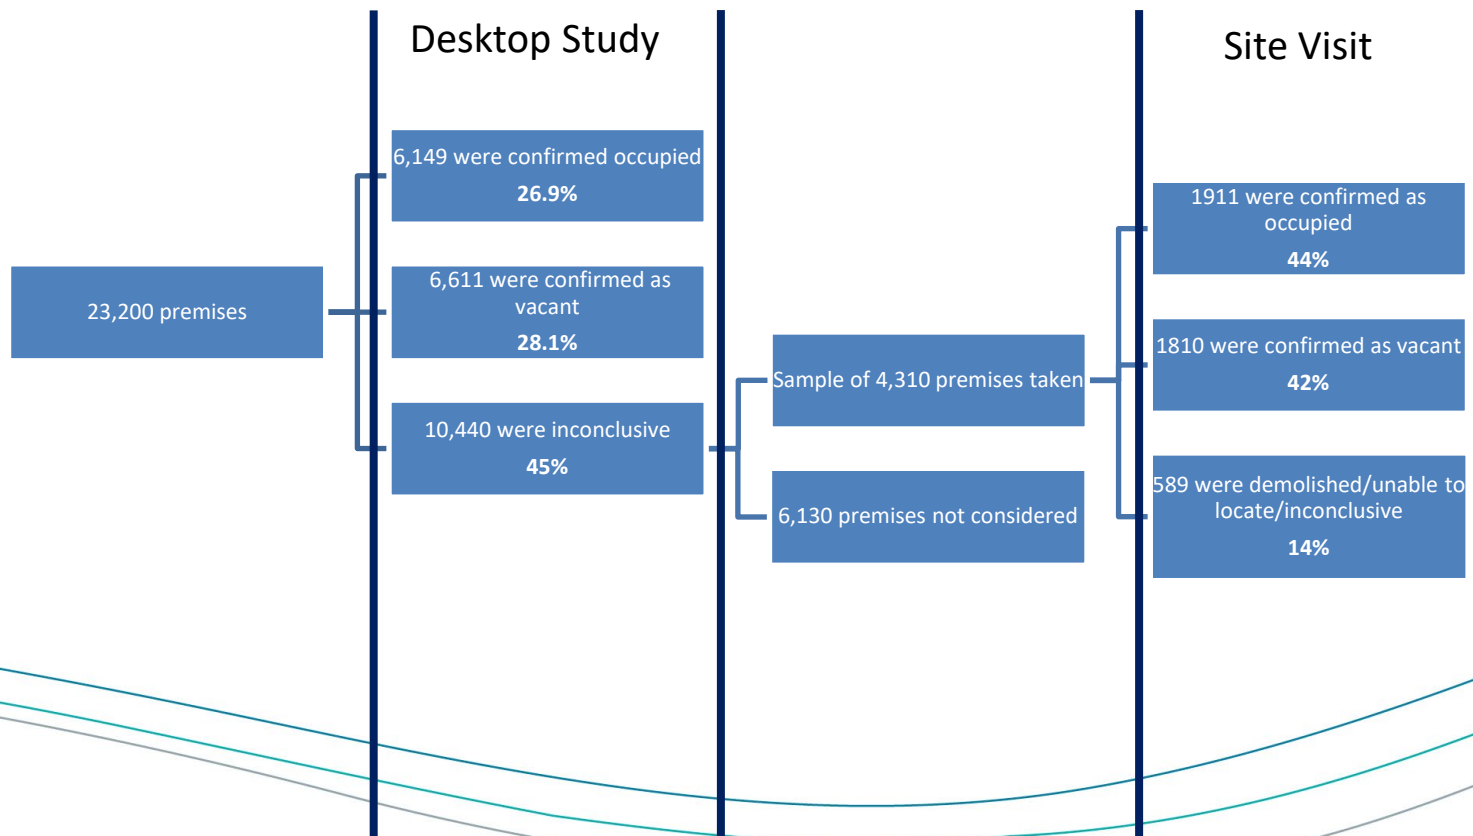 Desktop Study
Site Visit
23,200 premises
6,149 were confirmed occupied
26.9%
6,611 were confirmed as
vacant
28.1%
10,440 were inconclusive
45%
Sample of 4,310 premises taken
6,130 premises not considered
1911 were confirmed as
occupied
44%
1810 were confirmed as vacant
42%
589 were demolished/unable to
locate/inconclusive
14%